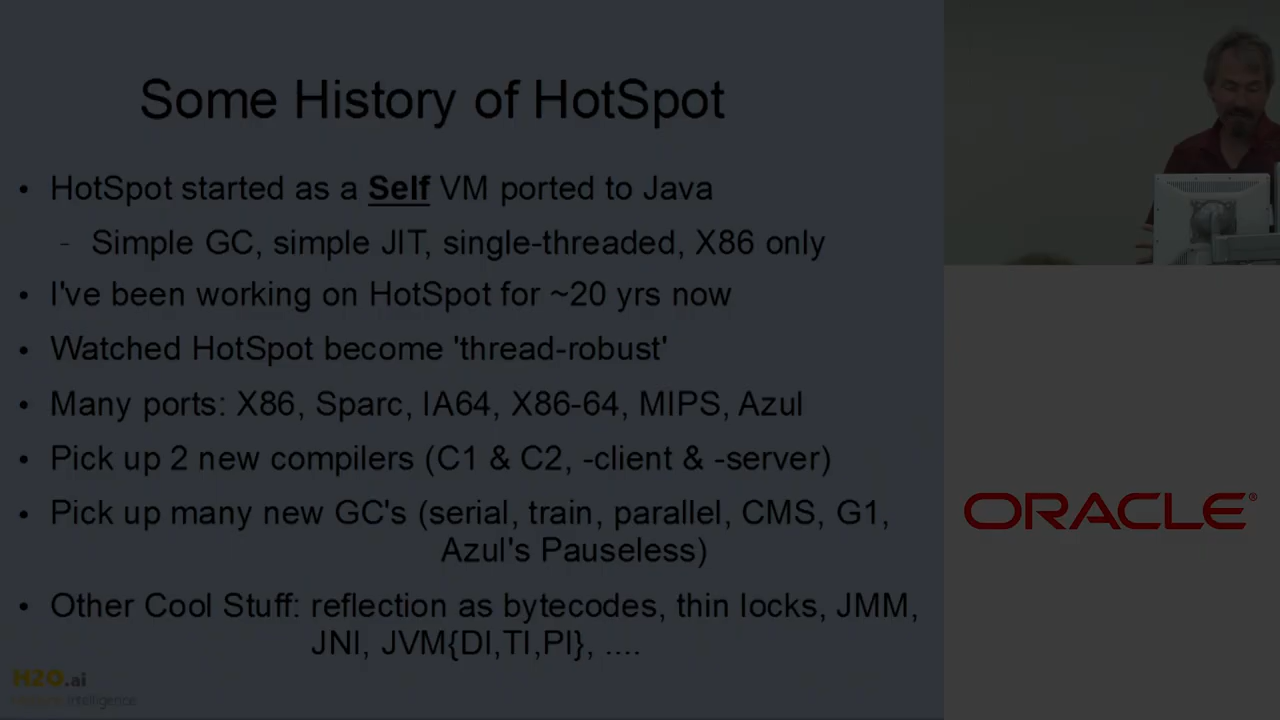 Some History of HotSpot
• HotSpot started as a Self VM ported to Java
- Simple GC, simple JIT, single-threaded, X86 only
• I've been working on HotSpot for ~20 yrs now
• Watched HotSpot become 'thread-robust'
• Many ports: X86, Sparc, IA64, X86-64, MIPS, Azul
• Pick up 2 new compilers (C1 & C2, -client & -server)
• Pick up many new GC's (serial, train, parallel, CMS, G1,
Azul's Pauseless)
• Other Cool Stuff: reflection as bytecodes, thin locks, JMM,
JNI, JVM{DI,TI,PI}, ....
H2O.ai
Machine Intelligence
ORACLE®